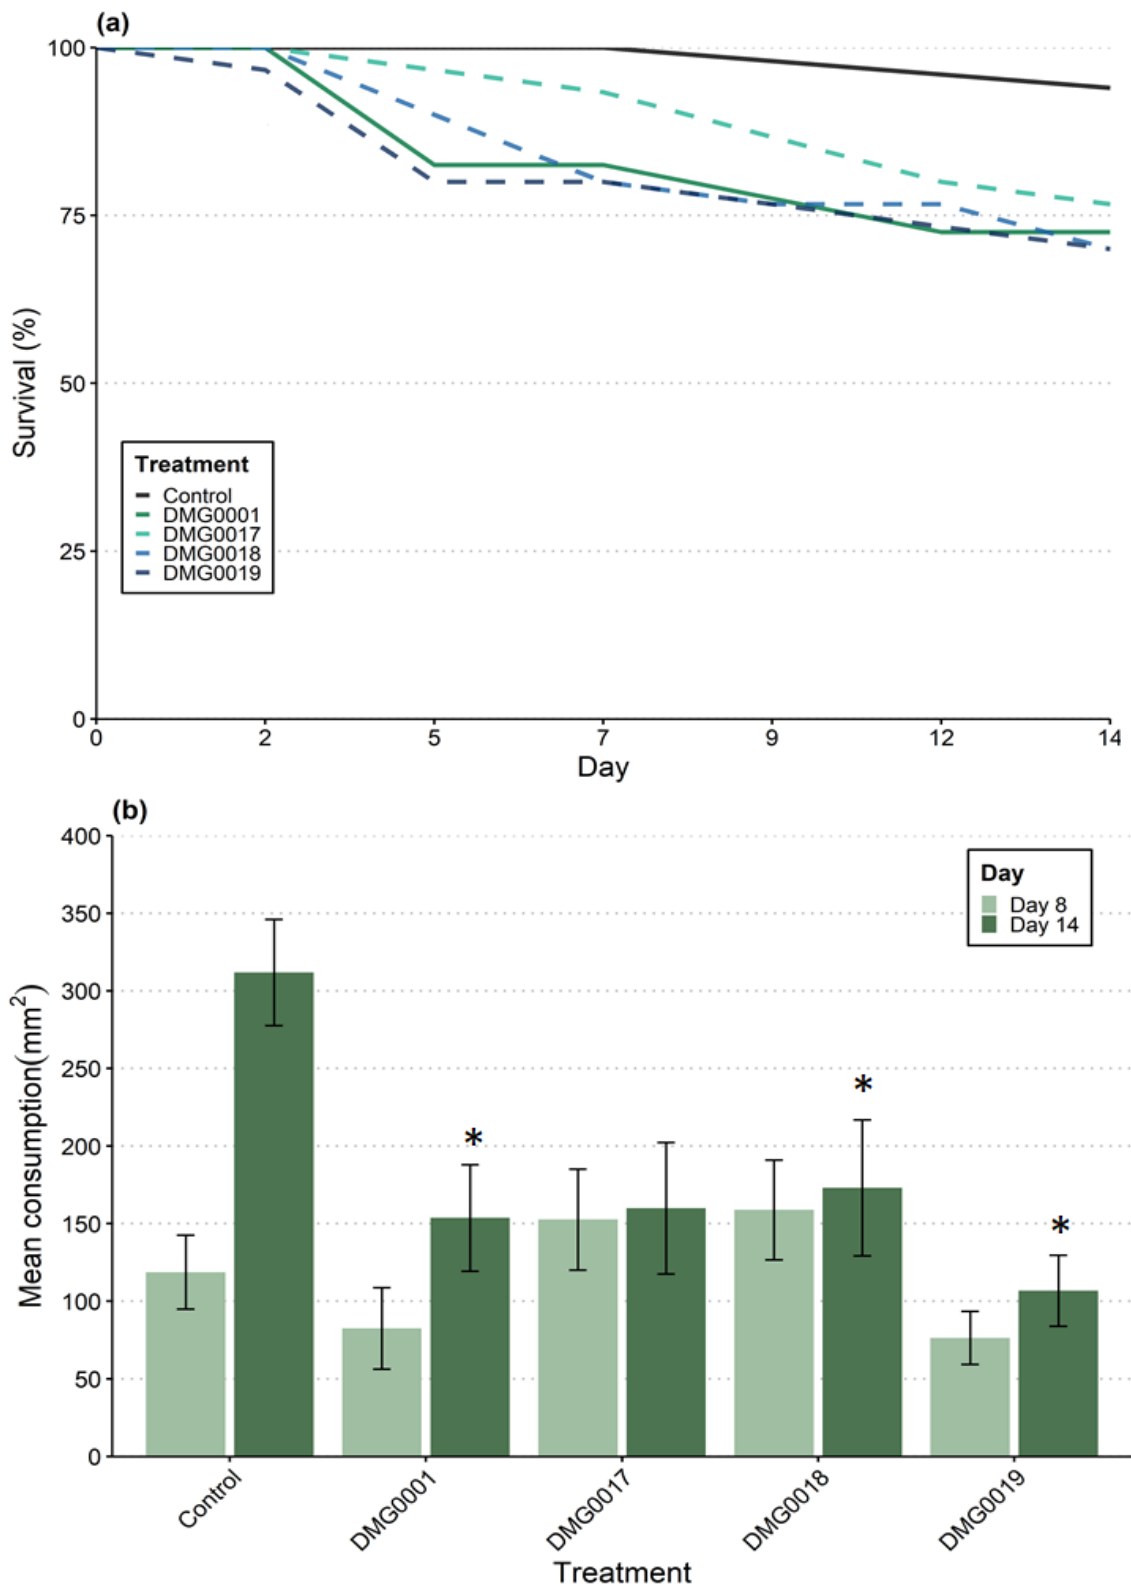 (a)
100
75
50
25
0
Survival (%)
Treatment
Control
DMG0001
DMG0017
DMG0018
DMG0019
0 2 5 7 9 12 14
Day
(b)
400
350
300
250
200
150
100
50
0
Mean consumption(mm²)
Day
Day 8
Day 14
*
*
*
Control DMG0001 DMG0017 DMG0018 DMG0019
Treatment